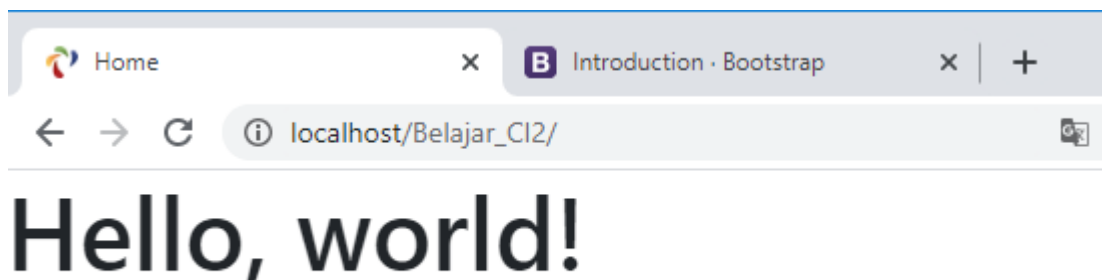 Home
B Introduction · Bootstrap
localhost/Belajar_CI2/
Hello, world!